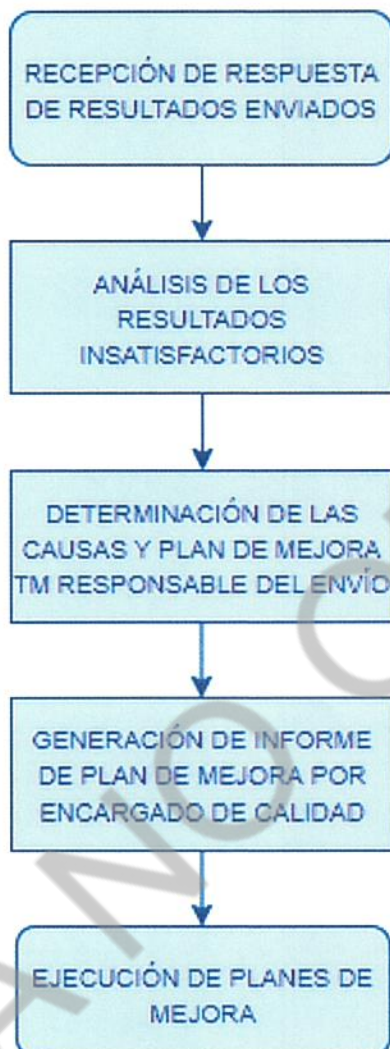 RECEPCIÓN DE RESPUESTA
DE RESULTADOS ENVIADOS
ANÁLISIS DE LOS
RESULTADOS
INSATISFACTORIOS
DETERMINACIÓN DE LAS
CAUSAS Y PLAN DE MEJORA
TM RESPONSABLE DEL ENVÍO
GENERACIÓN DE INFORME
DE PLAN DE MEJORA POR
ENCARGADO DE CALIDAD
EJECUCIÓN DE PLANES DE
MEJORA